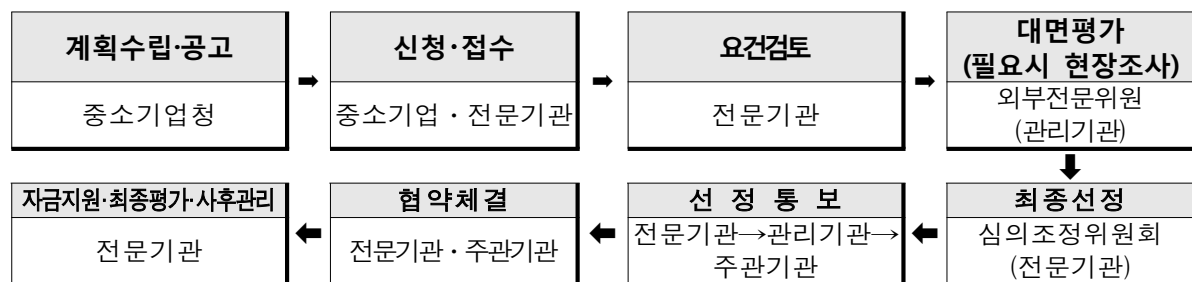 계획수립·공고
중소기업청
➡
신청·접수
중소기업·전문기관
➡
요건검토
전문기관
➡
대면평가
(필요시 현장조사)
외부전문위원
(관리기관)
⬇
최종선정
심의조정위원회
(전문기관)
⬅
선 정 통 보
전문기관→관리기관→
주관기관
⬅
협약체결
전문기관·주관기관
⬅
자금지원·최종평가·사후관리
전문기관